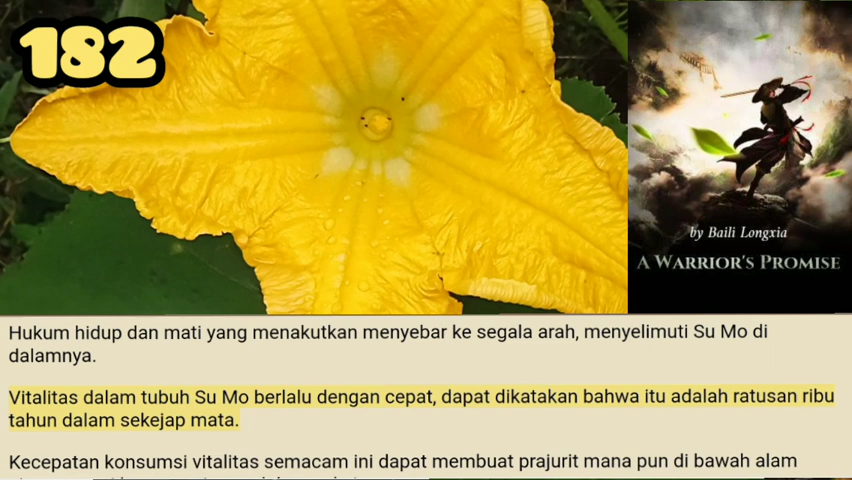 182
by Baili Longxia
A WARRIOR'S PROMISE
Hukum hidup dan mati yang menakutkan menyebar ke segala arah, menyelimuti Su Mo di
dalamnya.
Vitalitas dalam tubuh Su Mo berlalu dengan cepat, dapat dikatakan bahwa itu adalah ratusan ribu
tahun dalam sekejap mata.
Kecepatan konsumsi vitalitas semacam ini dapat membuat prajurit mana pun di bawah alam